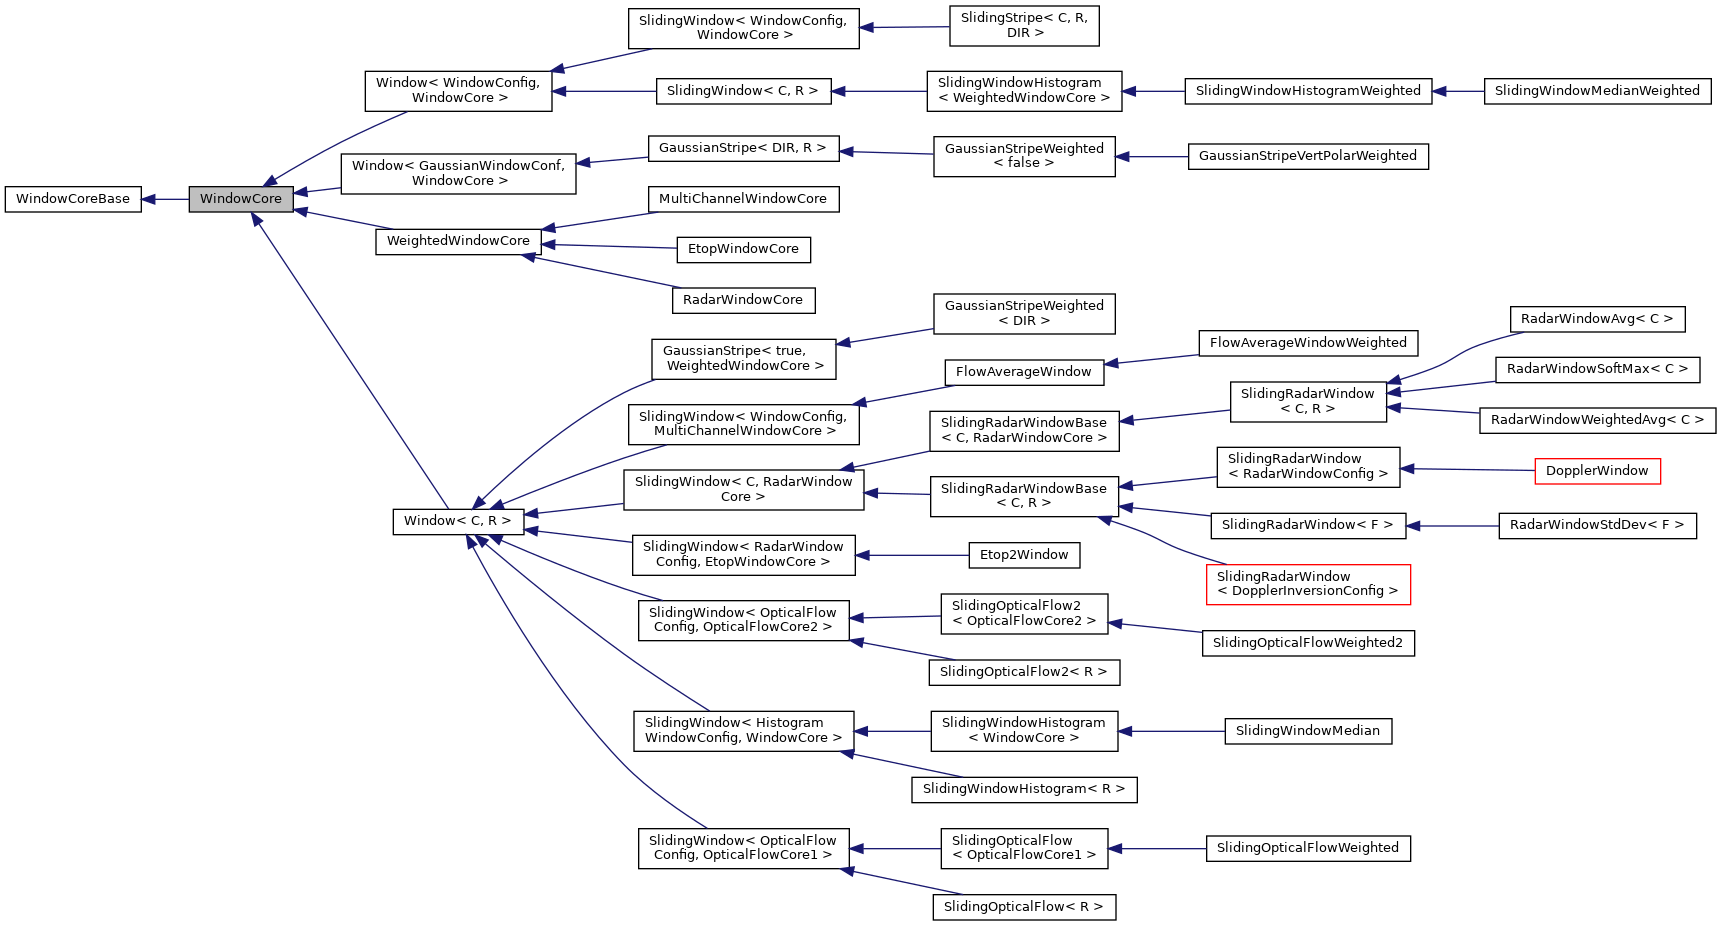 SlidingWindow< WindowConfig,
WindowCore >
SlidingStripe< C, R,
DIR >
Window< WindowConfig,
WindowCore >
SlidingWindow< C, R >
SlidingWindowHistogram
< WeightedWindowCore >
SlidingWindowHistogramWeighted
SlidingWindowMedianWeighted
Window< GaussianWindowConf,
WindowCore >
GaussianStripe< DIR, R >
GaussianStripeWeighted
< false >
GaussianStripeVertPolarWeighted
WindowCoreBase
WindowCore
MultiChannelWindowCore
WeightedWindowCore
EtopWindowCore
RadarWindowCore
GaussianStripeWeighted
< DIR >
GaussianStripe< true,
WeightedWindowCore >
FlowAverageWindowWeighted
FlowAverageWindow
RadarWindowAvg< C >
RadarWindowSoftMax< C >
SlidingRadarWindow
< C, R >
RadarWindowWeightedAvg< C >
SlidingWindow< WindowConfig,
MultiChannelWindowCore >
SlidingRadarWindowBase
< C, RadarWindowCore >
SlidingWindow< C, RadarWindow
Core >
SlidingRadarWindowBase
< C, R >
SlidingRadarWindow
< RadarWindowConfig >
DopplerWindow
Window< C, R >
SlidingRadarWindow< F >
RadarWindowStdDev< F >
SlidingWindow< RadarWindow
Config, EtopWindowCore >
Etop2Window
SlidingRadarWindow
< DopplerInversionConfig >
SlidingWindow< OpticalFlow
Config, OpticalFlowCore2 >
SlidingOpticalFlow2
< OpticalFlowCore2 >
SlidingOpticalFlowWeighted2
SlidingOpticalFlow2< R >
SlidingWindow< Histogram
WindowConfig, WindowCore >
SlidingWindowHistogram
< WindowCore >
SlidingWindowMedian
SlidingWindowHistogram< R >
SlidingWindow< OpticalFlow
Config, OpticalFlowCore1 >
SlidingOpticalFlow
< OpticalFlowCore1 >
SlidingOpticalFlowWeighted
SlidingOpticalFlow< R >